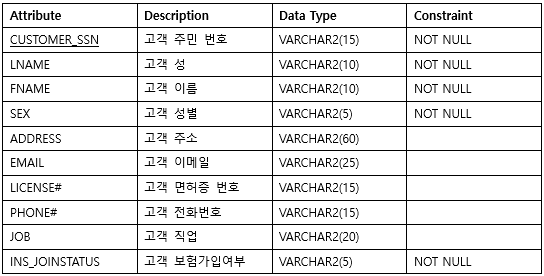 Attribute Description Data Type Constraint
CUSTOMER_SSN 고객 주민 번호 VARCHAR2(15) NOT NULL
LNAME 고객 성 VARCHAR2(10) NOT NULL
FNAME 고객 이름 VARCHAR2(10) NOT NULL
SEX 고객 성별 VARCHAR2(5) NOT NULL
ADDRESS 고객 주소 VARCHAR2(60)
EMAIL 고객 이메일 VARCHAR2(25)
LICENSE# 고객 면허증 번호 VARCHAR2(15)
PHONE# 고객 전화번호 VARCHAR2(15)
JOB 고객 직업 VARCHAR2(20)
INS_JOINSTATUS 고객 보험가입여부 VARCHAR2(5) NOT NULL